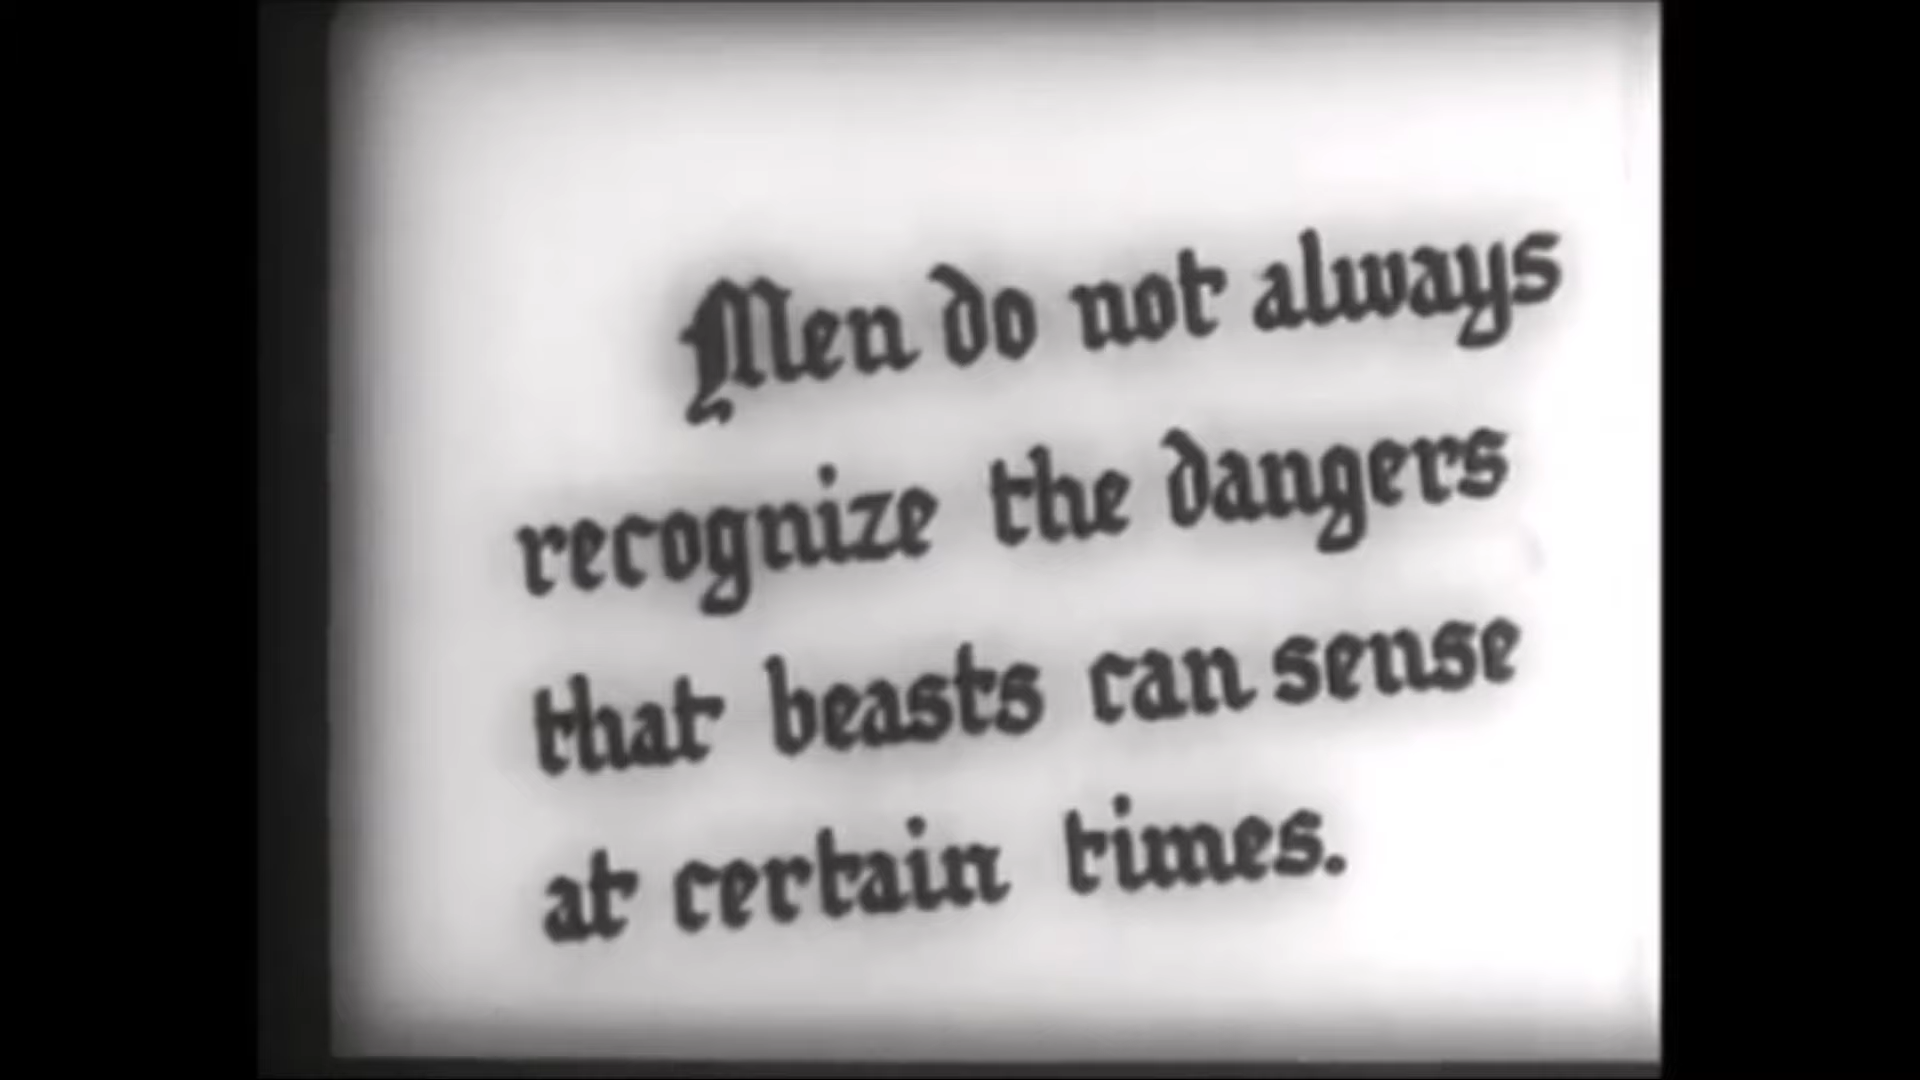 Men do not always
recognize the dangers
that beasts can sense
at certain times.